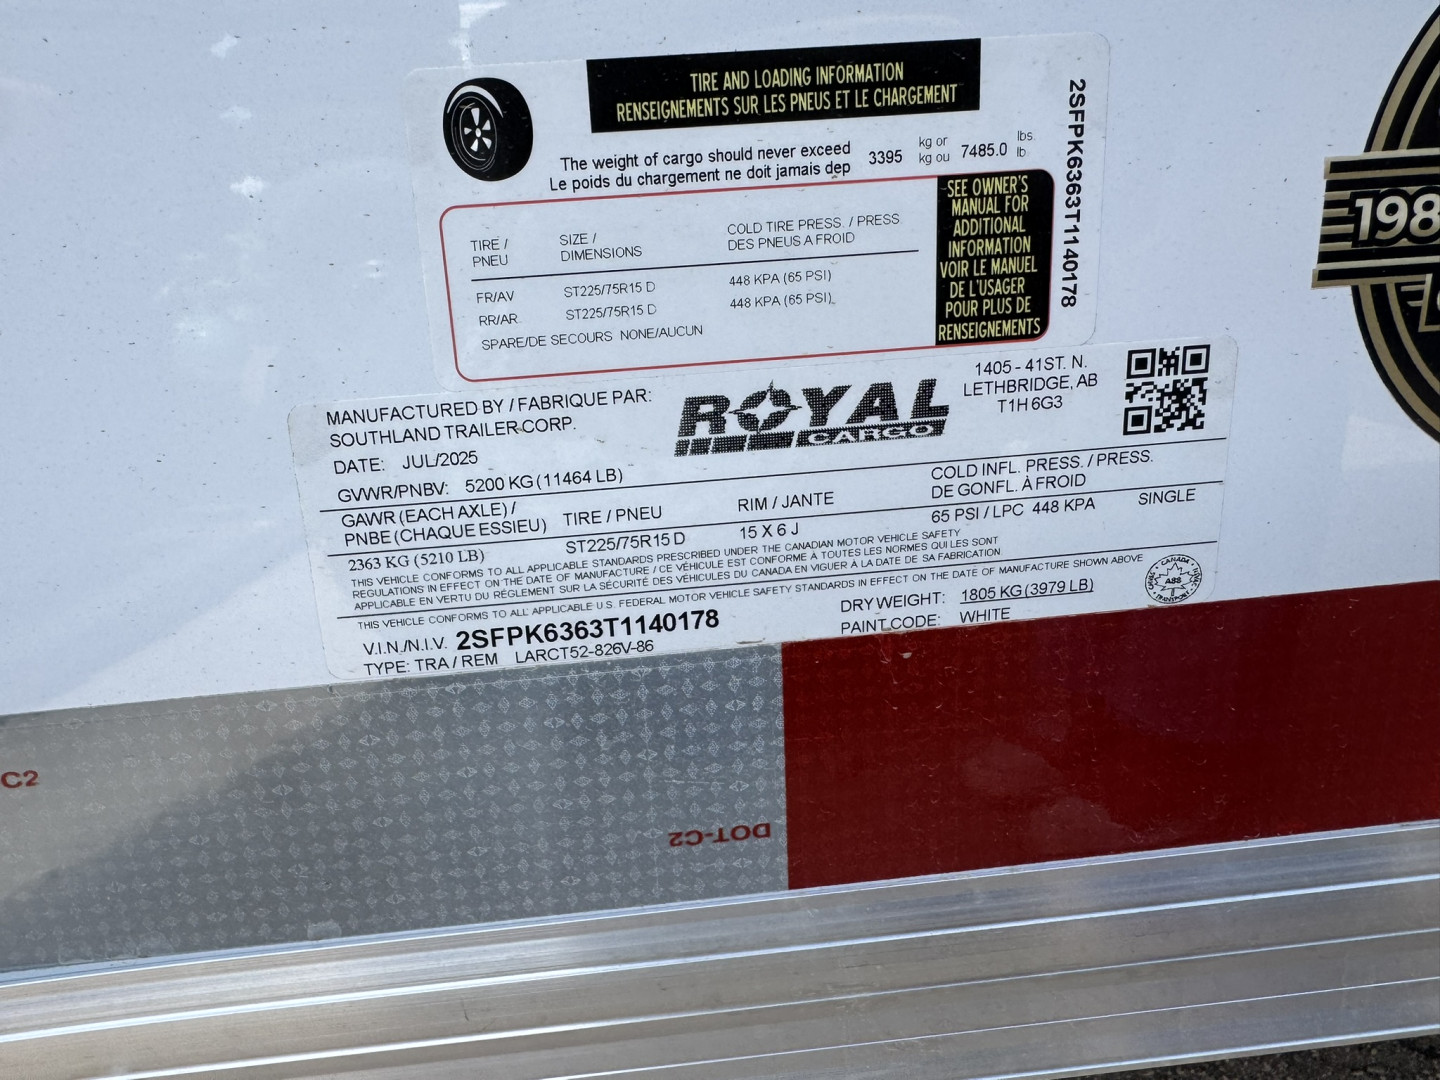 TIRE AND LOADING INFORMATION
RENSEIGNEMENTS SUR LES PNEUS ET LE CHARGEMENT
The weight of cargo should never exceed 3395 kg or 7485.0 lbs.
Le poids du chargement ne doit jamais dep kg ou lb
TIRE / SIZE / COLD TIRE PRESS. / PRESS
PNEU DIMENSIONS DES PNEUS A FROID
FR/AV ST225/75R15 D 448 KPA (65 PSI)
RR/AR ST225/75R15 D 448 KPA (65 PSI)
SPARE/DE SECOURS NONE/AUCUN
SEE OWNER'S
MANUAL FOR
ADDITIONAL
INFORMATION
VOIR LE MANUEL
DE L'USAGER
POUR PLUS DE
RENSEIGNEMENTS
2SFPK6363T1140178
198
MANUFACTURED BY / FABRIQUE PAR:
SOUTHLAND TRAILER CORP.
DATE: JUL/2025
ROYAL
CARGO
1405 - 41ST. N.
LETHBRIDGE, AB
T1H 6G3
GVWR/PNBV: 5200 KG (11464 LB)
GAWR (EACH AXLE) / TIRE / PNEU RIM / JANTE COLD INFL. PRESS. / PRESS.
PNBE (CHAQUE ESSIEU) DE GONFL. À FROID
2363 KG (5210 LB) ST225/75R15 D 15 X 6 J 65 PSI / LPC 448 KPA SINGLE
THIS VEHICLE CONFORMS TO ALL APPLICABLE STANDARDS PRESCRIBED UNDER THE CANADIAN MOTOR VEHICLE SAFETY
REGULATIONS IN EFFECT ON THE DATE OF MANUFACTURE / CE VÉHICULE EST CONFORME À TOUTES LES NORMES QUI LES SONT
APPLICABLE EN VERTU DU RÉGLEMENT SUR LA SÉCURITÉ DES VÉHICULES DU CANADA EN VIGUER À LA DATE DE SA FABRICATION
THIS VEHICLE CONFORMS TO ALL APPLICABLE U.S. FEDERAL MOTOR VEHICLE SAFETY STANDARDS IN EFFECT ON THE DATE OF MANUFACTURE SHOWN ABOVE
CANADA
TRANSPORT
V.I.N./N.I.V. 2SFPK6363T1140178 DRY WEIGHT: 1805 KG (3979 LB)
TYPE: TRA / REM LARCT52-826V-86 PAINT.CODE: WHITE
C2
DOT-C2